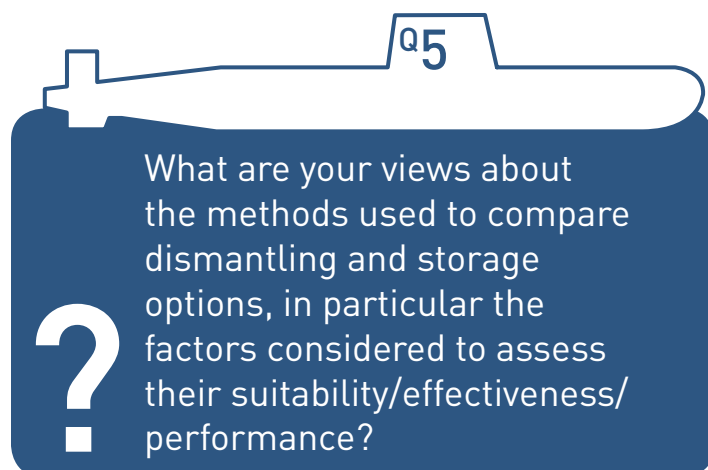 Q5
What are your views about
the methods used to compare
dismantling and storage
options, in particular the
factors considered to assess
their suitability/effectiveness/
performance?
?